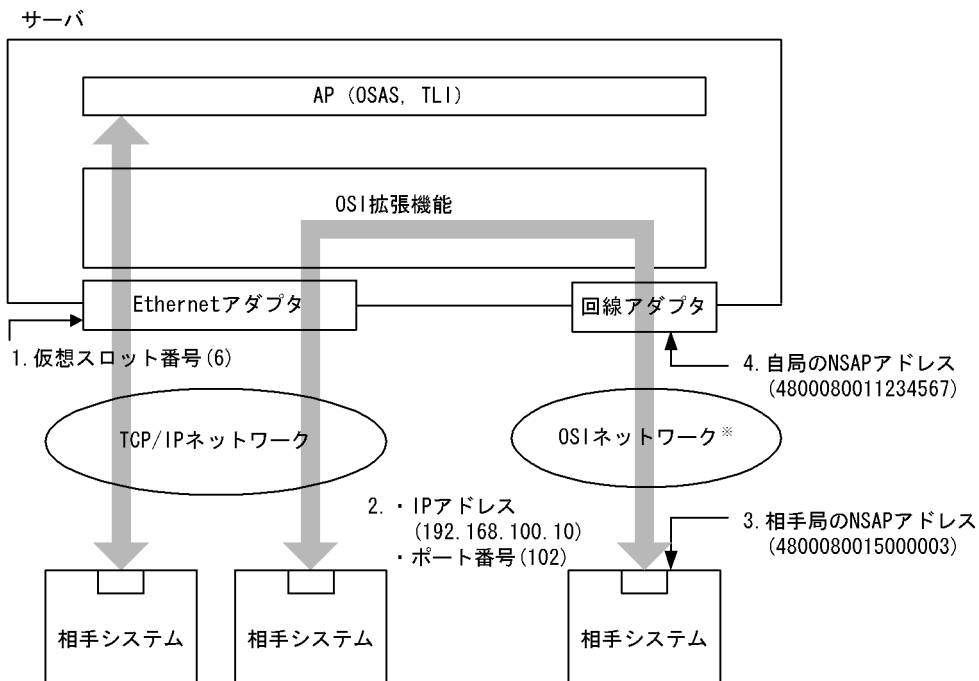 サーバ
AP (OSAS, TLI)
OSI拡張機能
Ethernetアダプタ
回線アダプタ
1.仮想スロット番号(6)
4.自局のNSAPアドレス
(4800080011234567)
TCP/IPネットワーク
OSIネットワーク※
2.・IPアドレス
(192.168.100.10)
・ポート番号(102)
3.相手局のNSAPアドレス
(4800080015000003)
相手システム
相手システム
相手システム